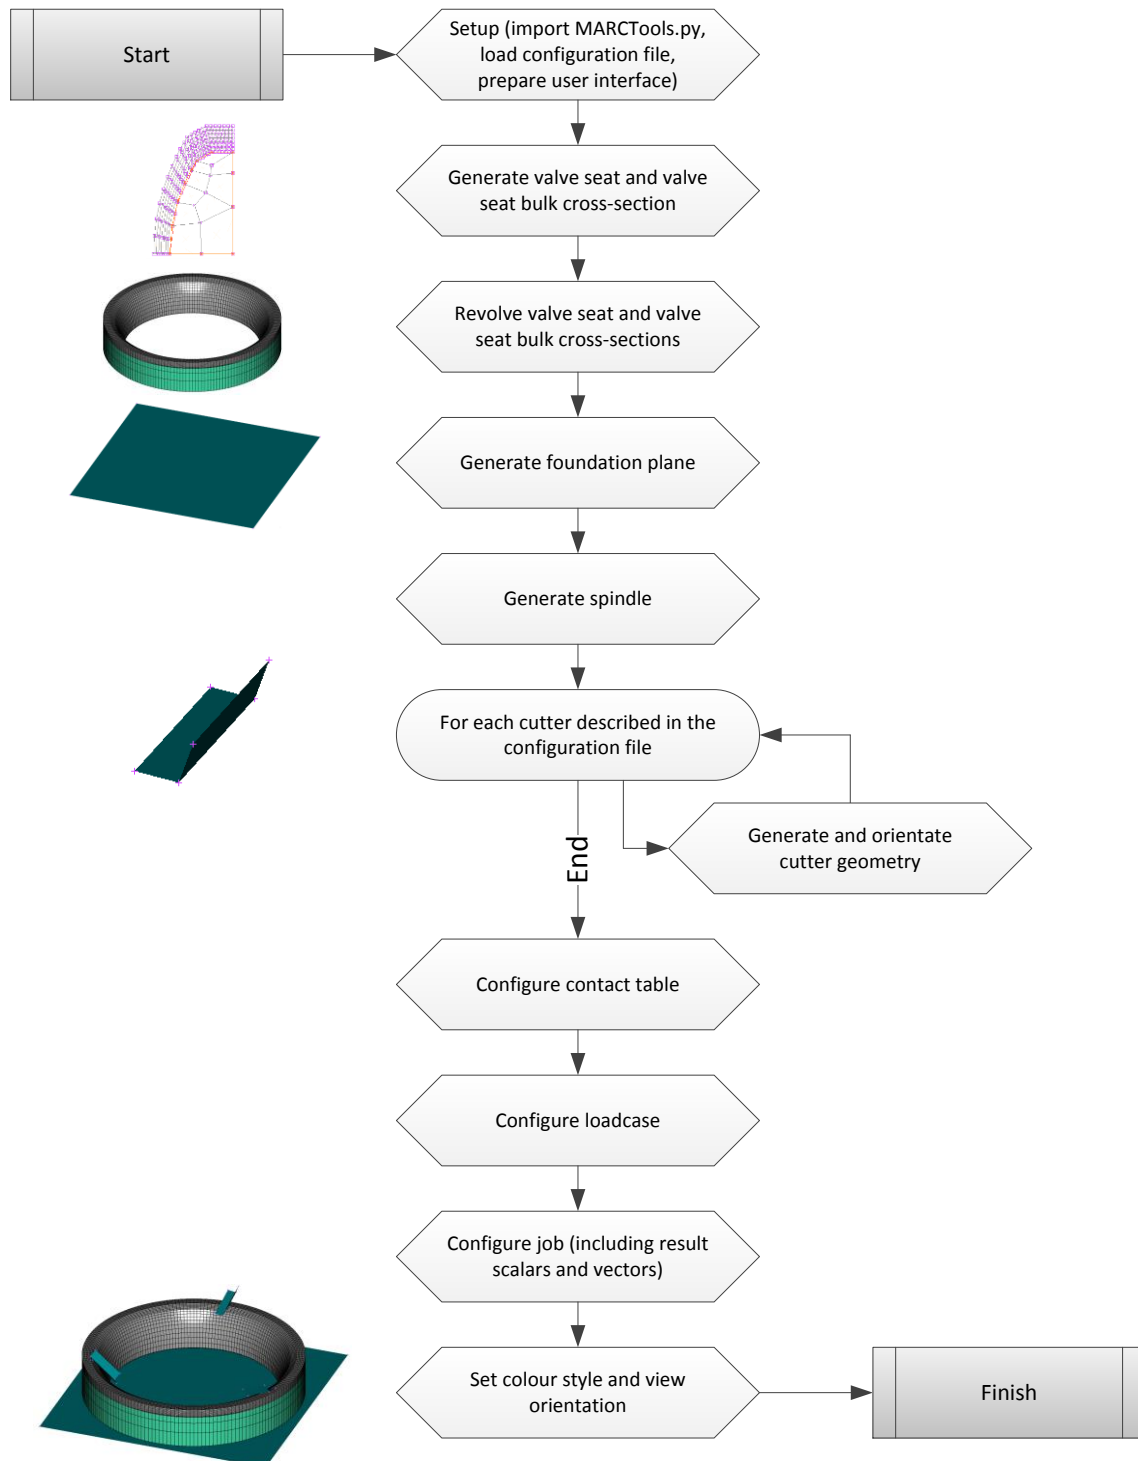 Start
Setup (import MARCTools.py,
load configuration file,
prepare user interface)
Generate valve seat and valve
seat bulk cross-section
Revolve valve seat and valve
seat bulk cross-sections
Generate foundation plane
Generate spindle
For each cutter described in the
configuration file
Generate and orientate
cutter geometry
End
Configure contact table
Configure loadcase
Configure job (including result
scalars and vectors)
Set colour style and view
orientation
Finish